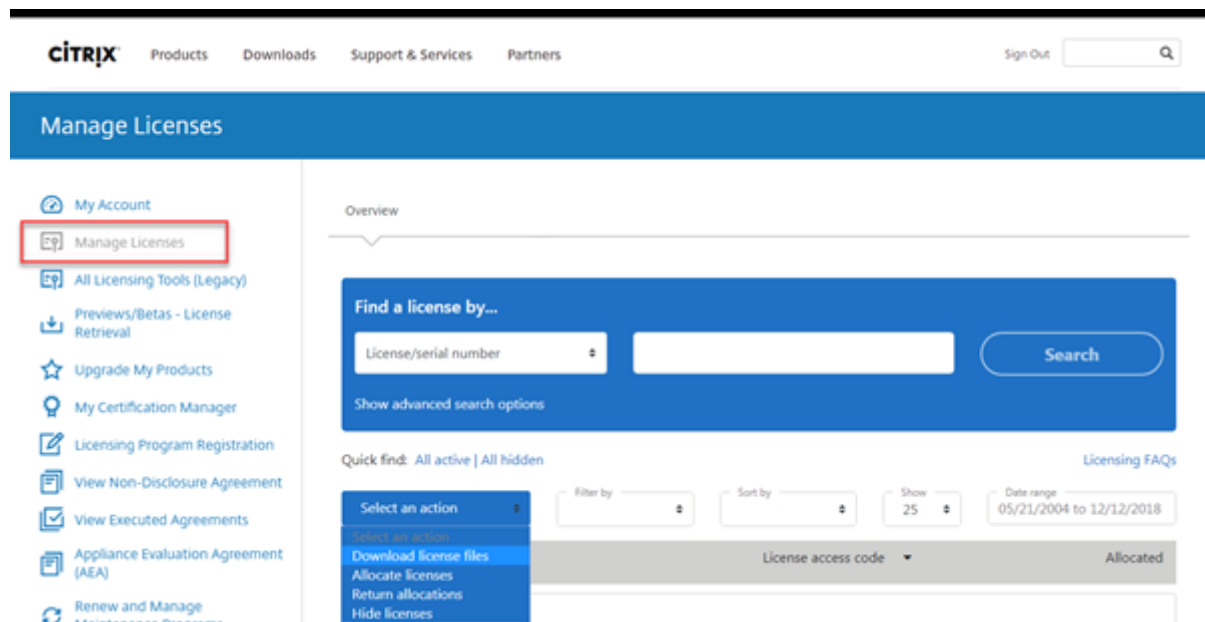 CİTRIX Products Downloads Support & Services Partners Sign Out
Manage Licenses
My Account
Manage Licenses
All Licensing Tools (Legacy)
Previews/Betas - License
Retrieval
Upgrade My Products
My Certification Manager
Licensing Program Registration
View Non-Disclosure Agreement
View Executed Agreements
Appliance Evaluation Agreement
(AEA)
Renew and Manage
Maintenance Programs
Overview
Find a license by...
License/serial number
Search
Show advanced search options
Quick find: All active | All hidden
Licensing FAQs
Select an action
Filter by
Sort by
Show
25
Date range
05/21/2004 to 12/12/2018
Select an action
Download license files
Allocate licenses
Return allocations
Hide licenses
License access code
Allocated